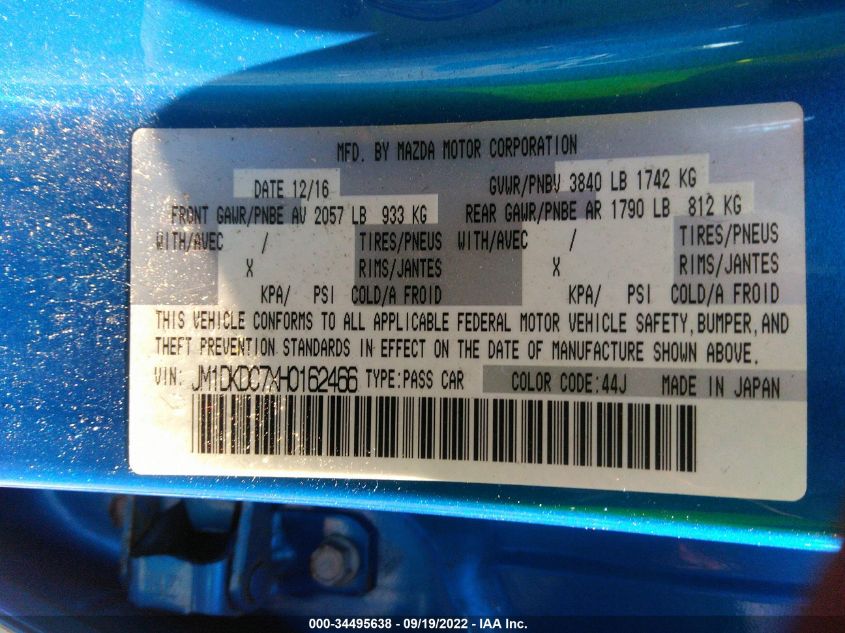 MFD. BY MAZDA MOTOR CORPORATION
DATE 12/16 GVWR/PNBV 3840 LB 1742 KG
FRONT GAWR/PNBE AV 2057 LB 933 KG REAR GAWR/PNBE AR 1790 LB 812 KG
WITH/AVEC / TIRES/PNEUS WITH/AVEC / TIRES/PNEUS
X RIMS/JANTES X RIMS/JANTES
KPA/ PSI COLD/A FROID KPA/ PSI COLD/A FROID
THIS VEHICLE CONFORMS TO ALL APPLICABLE FEDERAL MOTOR VEHICLE SAFETY, BUMPER, AND
THEFT PREVENTION STANDARDS IN EFFECT ON THE DATE OF MANUFACTURE SHOWN ABOVE.
VIN: JM1DKDC7XH0162466 TYPE:PASS CAR COLOR CODE:44J MADE IN JAPAN
000-34495638 - 09/19/2022 - IAA Inc.